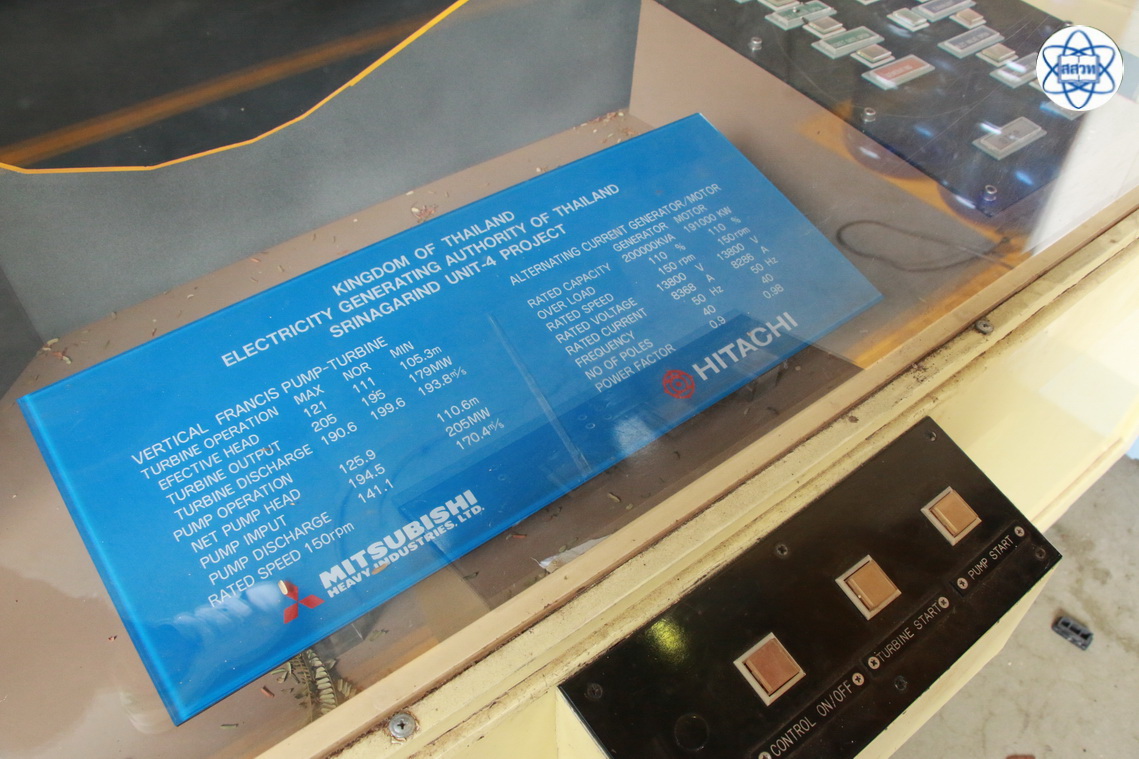 สสวท
KINGDOM OF THAILAND
ELECTRICITY GENERATING AUTHORITY OF THAILAND
SRINAGARIND UNIT-4 PROJECT
VERTICAL FRANCIS PUMP-TURBINE
TURBINE OPERATION MAX NOR MIN
EFECTIVE HEAD 121 111 105.3m
TURBINE OUTPUT 205 195 179MW
TURBINE DISCHARGE 190.6 199.6 193.8m³/s
PUMP OPERATION
NET PUMP HEAD 125.9 110.6m
PUMP IMPUT 194.5 205MW
PUMP DISCHARGE 141.1 170.4m³/s
RATED SPEED 150rpm
MITSUBISHI
HEAVY INDUSTRIES, LTD.
ALTERNATING CURRENT GENERATOR/MOTOR
GENERATOR MOTOR
RATED CAPACITY 200000KVA 191000 KW
OVER LOAD 110 % 110 %
RATED SPEED 150 rpm 150 rpm
RATED VOLTAGE 13800 V 13800 V
RATED CURRENT 8368 A 8286 A
FREQUENCY 50 Hz 50 Hz
NO OF POLES 40 40
POWER FACTOR 0.9 0.98
HITACHI
CONTROL ON/OFF
TURBINE START
PUMP START